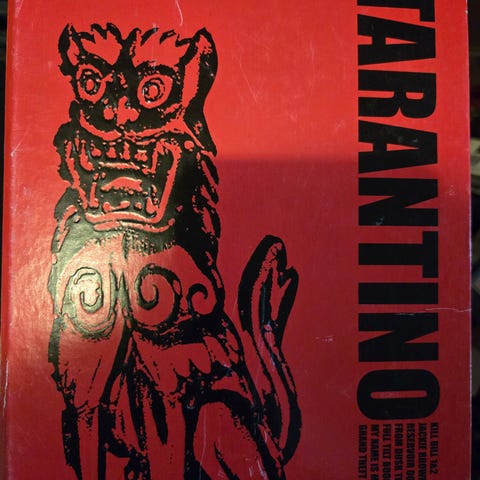 TARANTINO
KILL BILL 1&2
JACKIE BROWN
RESERVOIR
FROM DUSK
FULL TILT
MY NAME IS
GRAND THEFT